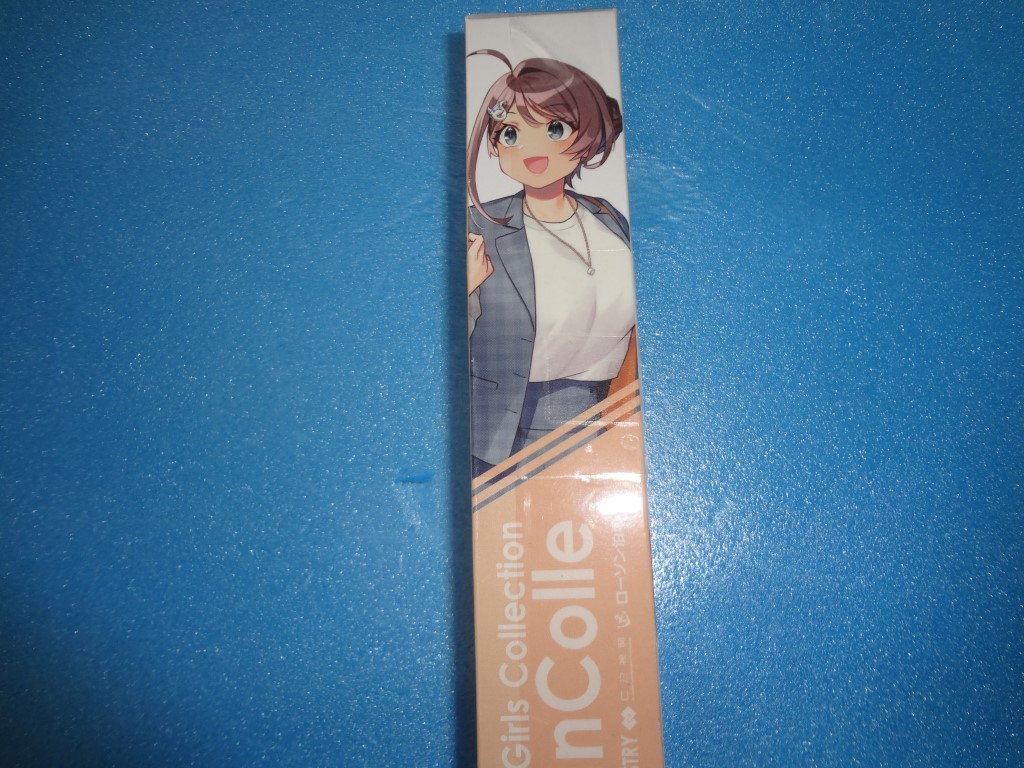 Girls Collection
nColle
ローソン
STRY